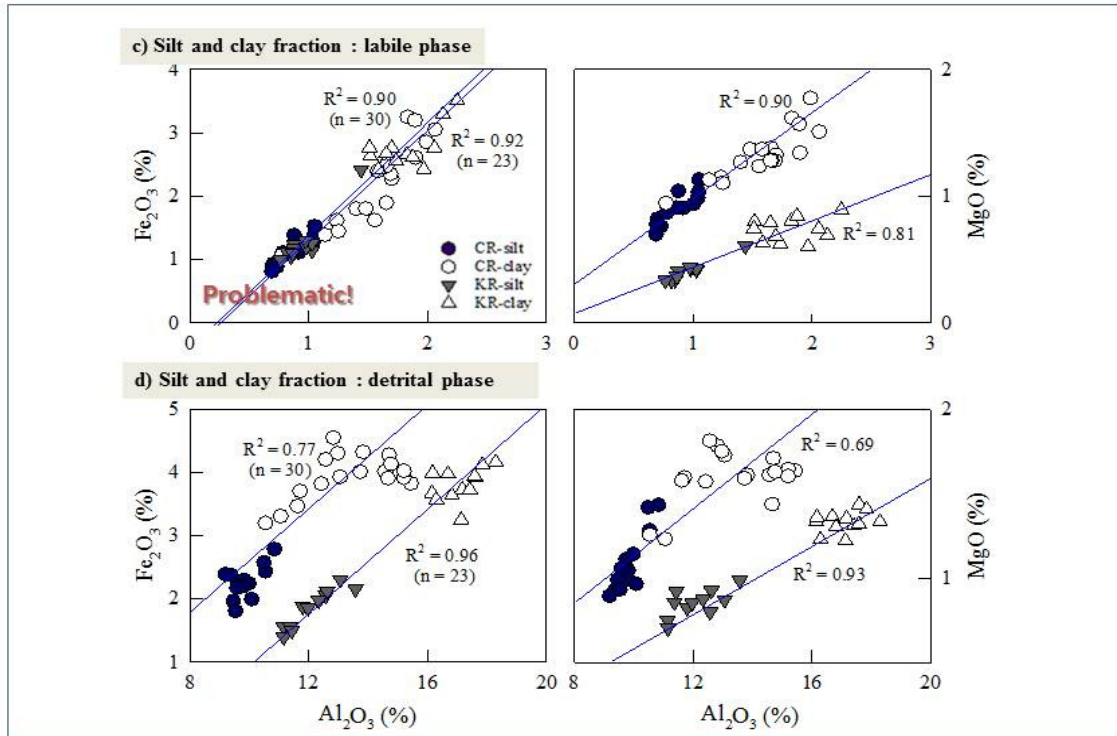 c) Silt and clay fraction : labile phase
4
3
2
1
0
Fe2O3 (%)
R2 = 0.90
(n = 30)
R2 = 0.92
(n = 23)
Problematic!
CR-silt
CR-clay
KR-silt
KR-clay
0 1 2 3
R2 = 0.90
R2 = 0.81
2
1
0
MgO (%)
0 1 2 3
d) Silt and clay fraction : detrital phase
5
4
3
2
1
Fe2O3 (%)
R2 = 0.77
(n = 30)
R2 = 0.96
(n = 23)
8 12 16 20
Al2O3 (%)
R2 = 0.69
R2 = 0.93
2
1
MgO (%)
8 12 16 20
Al2O3 (%)